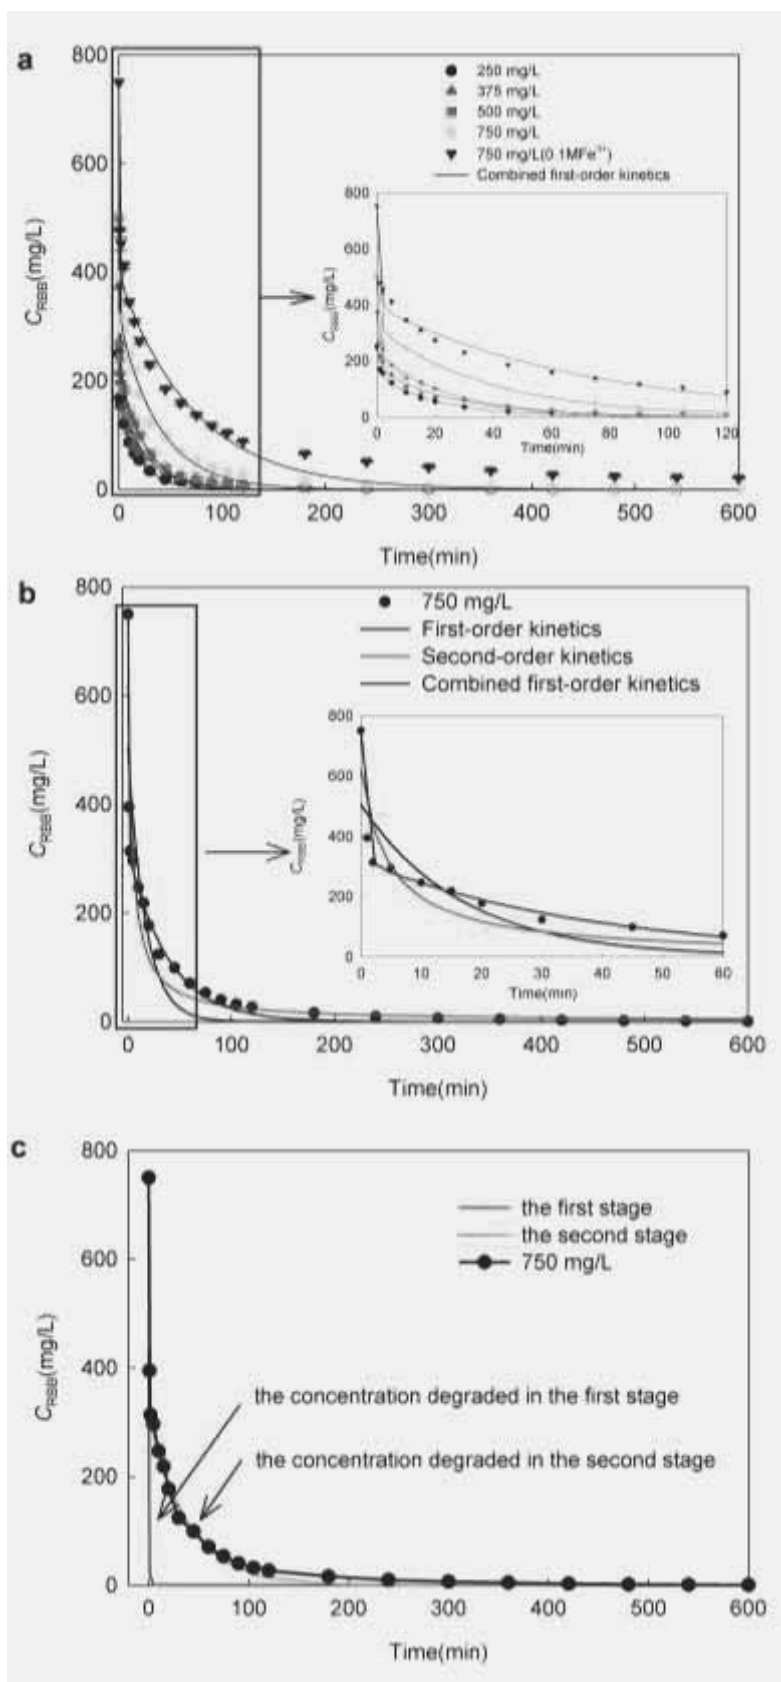 a
800
600
400
200
0
C_RBB(mg/L)
250 mg/L
375 mg/L
500 mg/L
750 mg/L
750 mg/L(0.1MFe³⁺)
Combined first-order kinetics
800
600
400
200
0
C_RBB(mg/L)
0 20 40 60 80 100 120
Time(min)
0 100 200 300 400 500 600
Time(min)
b
800
600
400
200
0
C_RBB(mg/L)
750 mg/L
First-order kinetics
Second-order kinetics
Combined first-order kinetics
800
600
400
200
0
C_RBB(mg/L)
0 10 20 30 40 50 60
Time(min)
0 100 200 300 400 500 600
Time(min)
c
800
600
400
200
0
C_RBB(mg/L)
the first stage
the second stage
750 mg/L
the concentration degraded in the first stage
the concentration degraded in the second stage
0 100 200 300 400 500 600
Time(min)